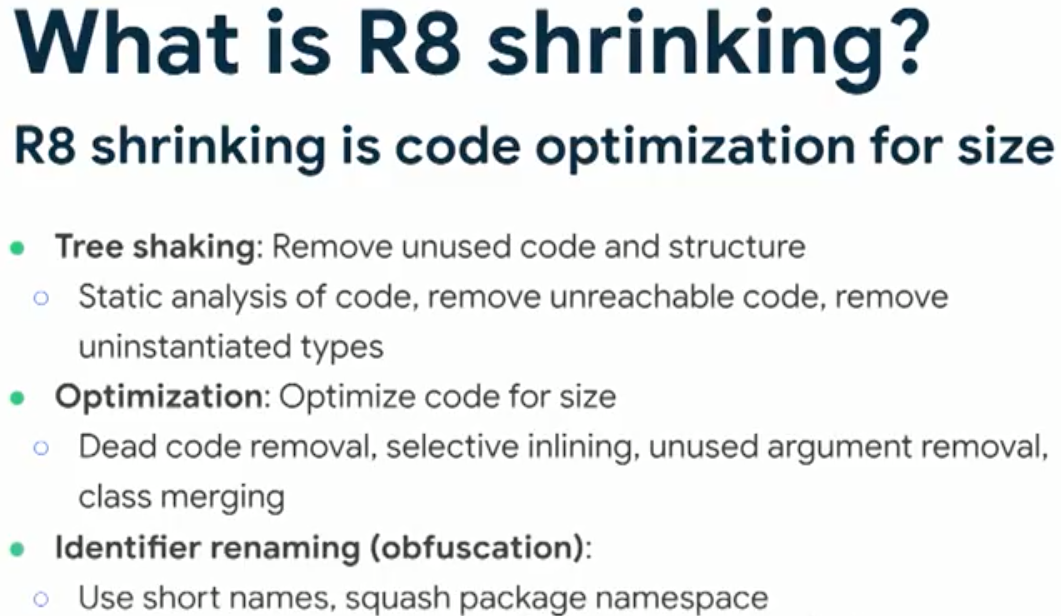 What is R8 shrinking?
R8 shrinking is code optimization for size
Tree shaking: Remove unused code and structure
Static analysis of code, remove unreachable code, remove
uninstantiated types
Optimization: Optimize code for size
Dead code removal, selective inlining, unused argument removal,
class merging
Identifier renaming (obfuscation):
Use short names, squash package namespace